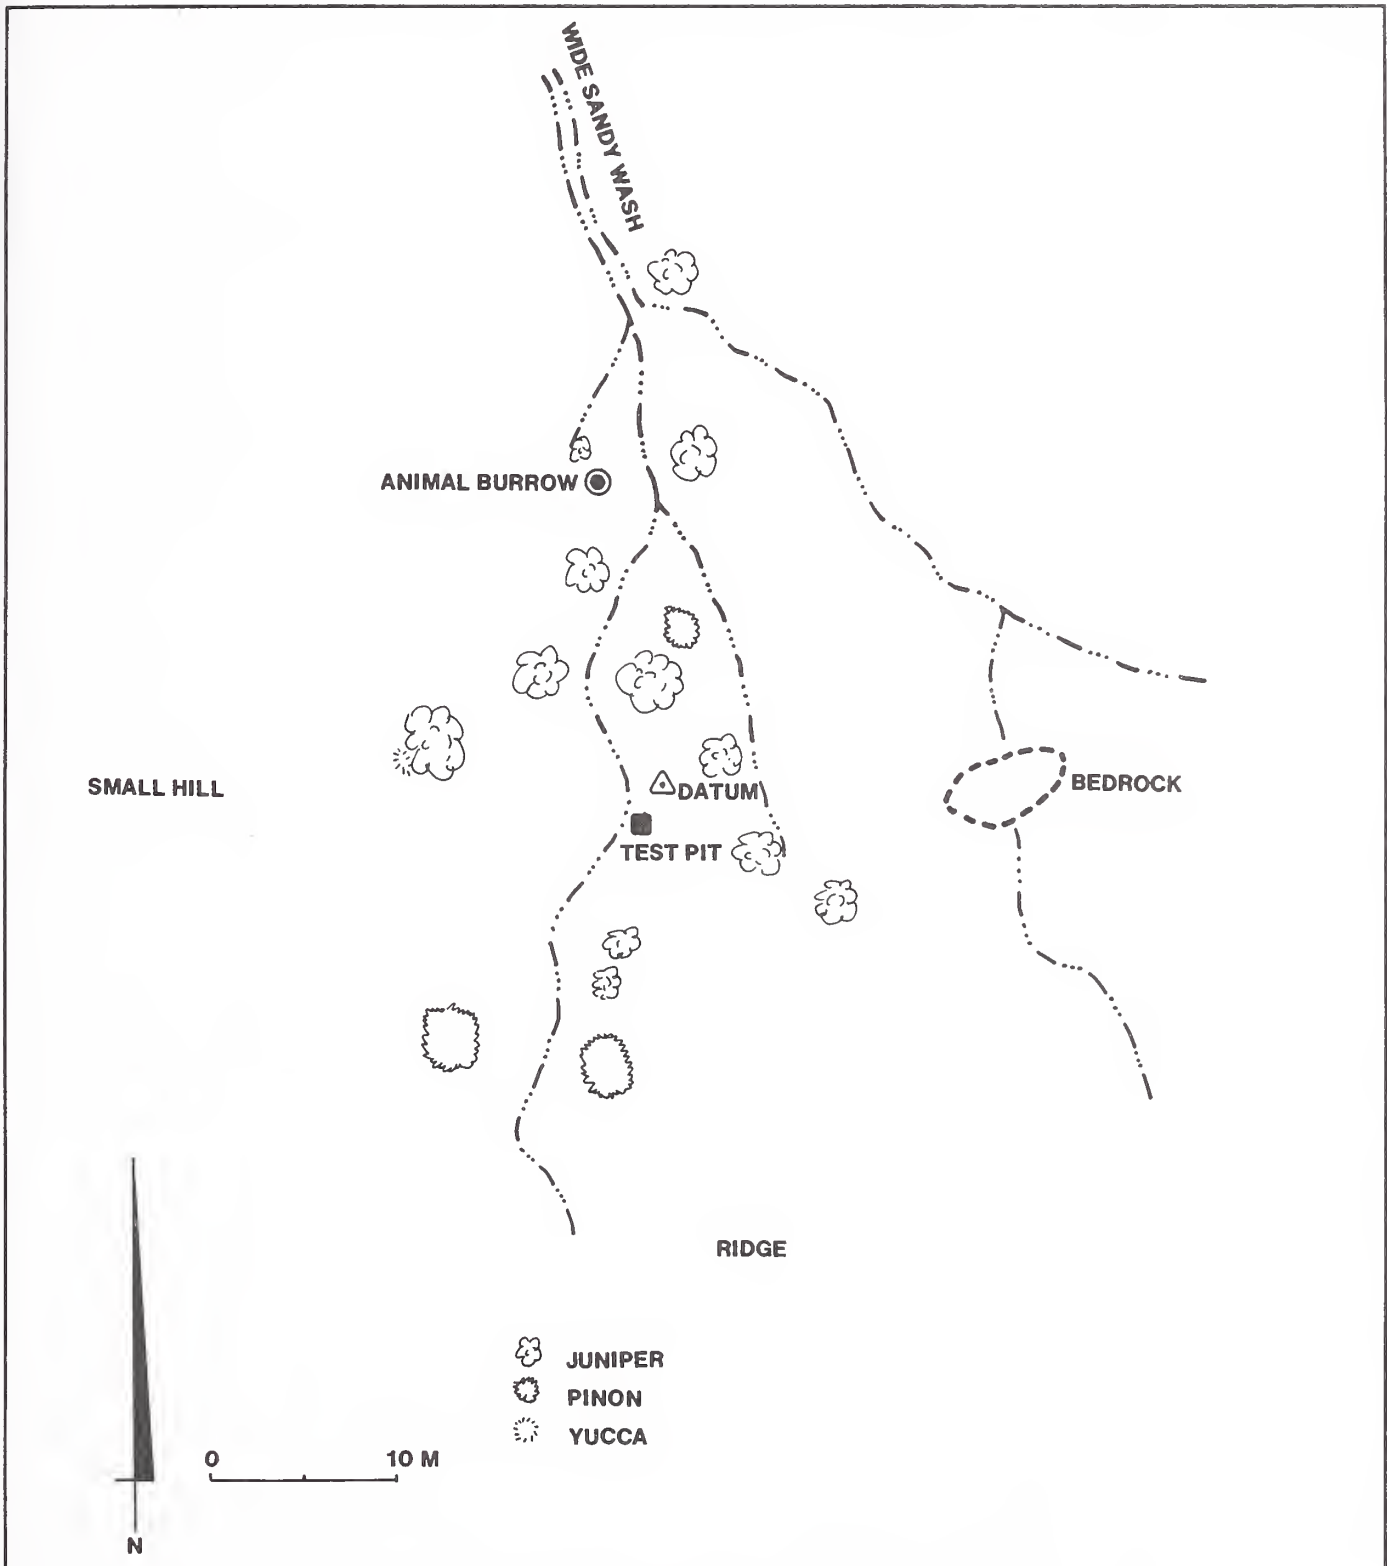 WIDE SANDY WASH
ANIMAL BURROW
SMALL HILL
DATUM
BEDROCK
TEST PIT
RIDGE
JUNIPER
PINON
YUCCA
0 10 M
N